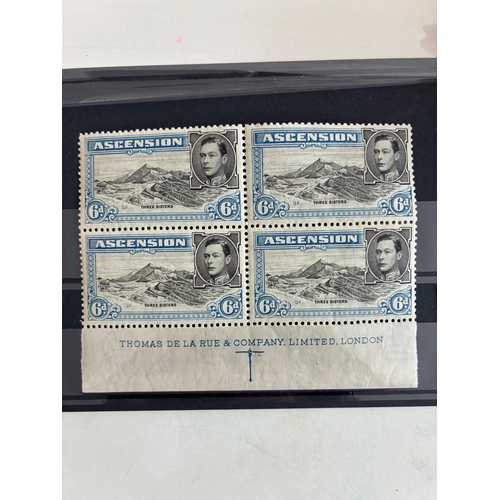 ASCENSION
THREE SISTERS
6d 6d
ASCENSION
THREE SISTERS
6d 6d
ASCENSION
THREE SISTERS
6d 6d
ASCENSION
THREE SISTERS
6d 6d
THOMAS DE LA RUE & COMPANY, LIMITED, LONDON